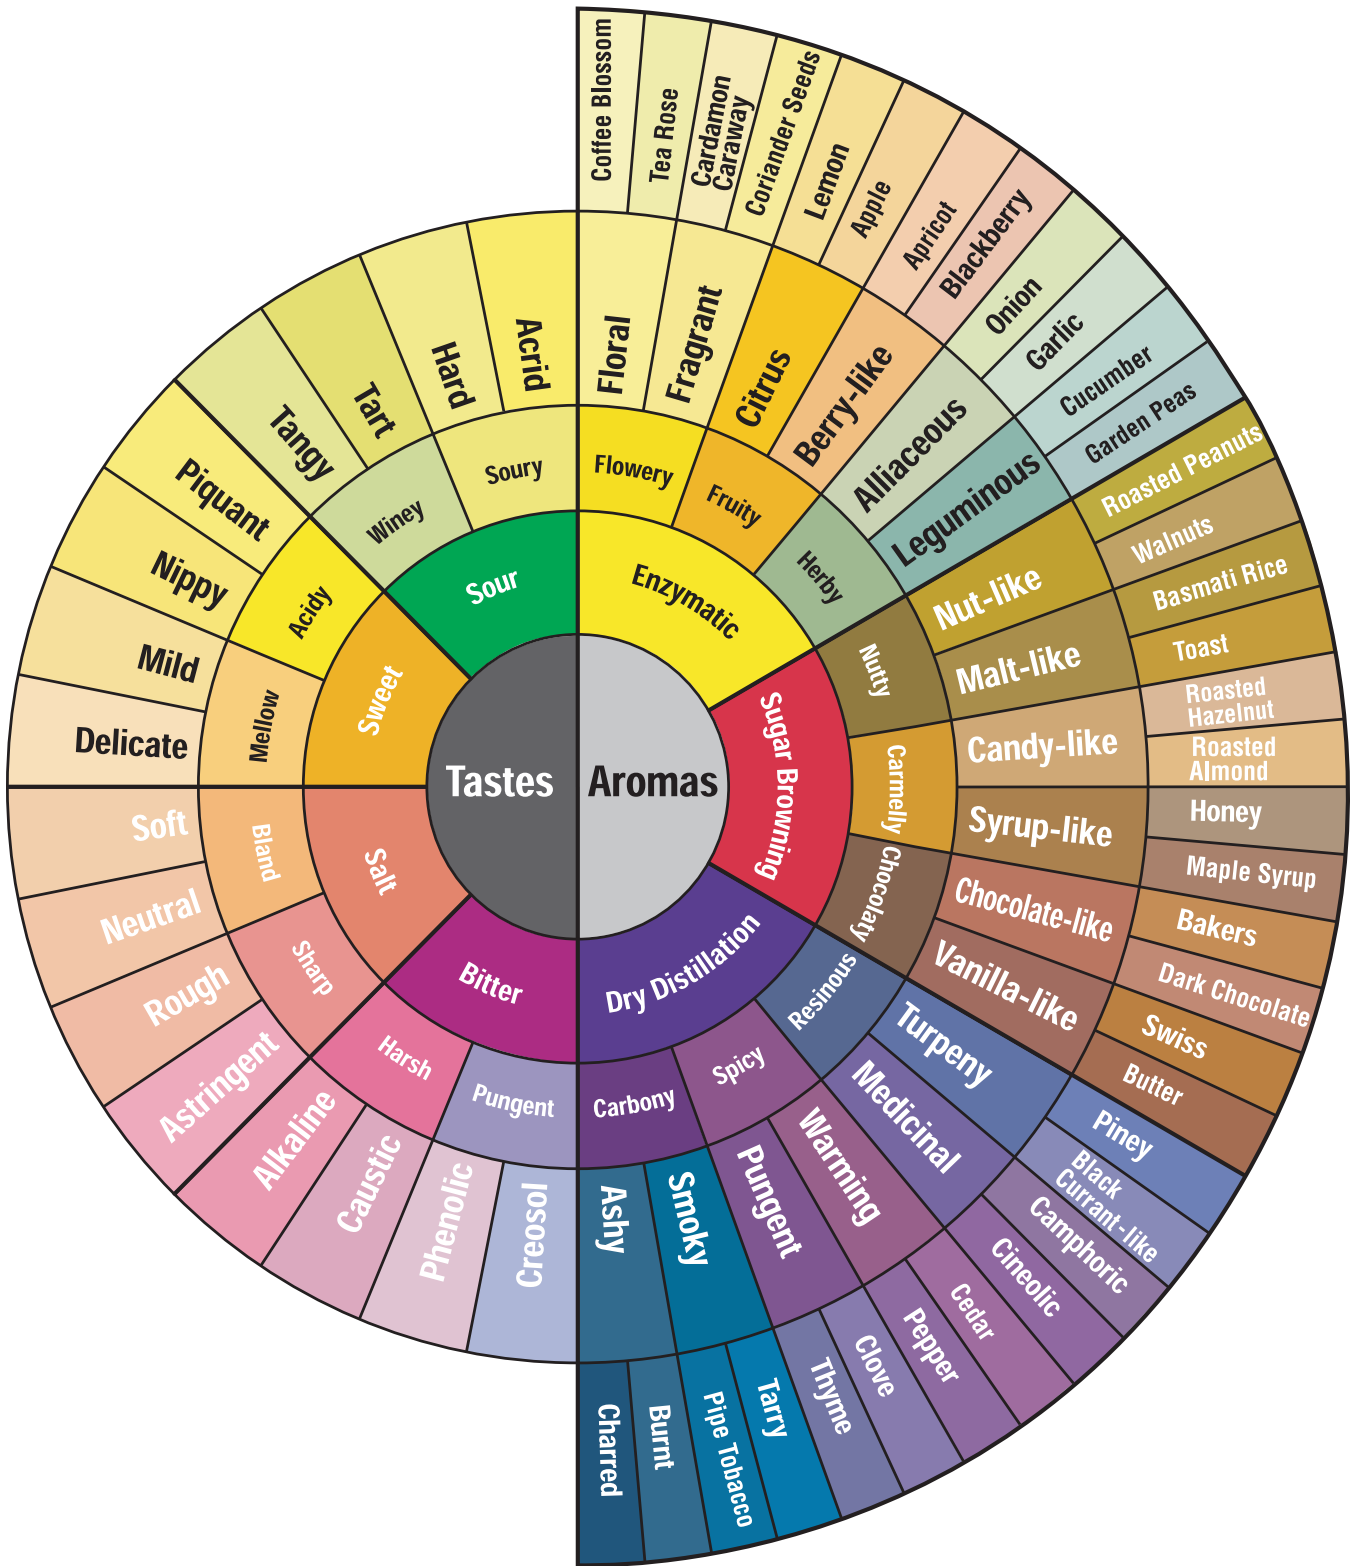 Tastes
Aromas
Sour
Sweet
Salt
Bitter
Soury
Winey
Acidy
Mellow
Bland
Sharp
Harsh
Pungent
Acrid
Hard
Tart
Tangy
Piquant
Nippy
Mild
Delicate
Soft
Neutral
Rough
Astringent
Alkaline
Caustic
Phenolic
Creosol
Enzymatic
Sugar Browning
Dry Distillation
Flowery
Fruity
Herby
Nutty
Carmelly
Chocolaty
Resinous
Spicy
Carbony
Floral
Fragrant
Citrus
Berry-like
Alliaceous
Leguminous
Nut-like
Malt-like
Candy-like
Syrup-like
Chocolate-like
Vanilla-like
Turpeny
Medicinal
Warming
Pungent
Smoky
Ashy
Coffee Blossom
Tea Rose
Cardamon
Caraway
Coriander Seeds
Lemon
Apple
Apricot
Blackberry
Onion
Garlic
Cucumber
Garden Peas
Roasted Peanuts
Walnuts
Basmati Rice
Toast
Roasted
Hazelnut
Roasted
Almond
Honey
Maple Syrup
Bakers
Dark Chocolate
Swiss
Butter
Piney
Black
Currant-like
Camphoric
Cineolic
Cedar
Pepper
Clove
Thyme
Tarry
Pipe Tobacco
Burnt
Charred